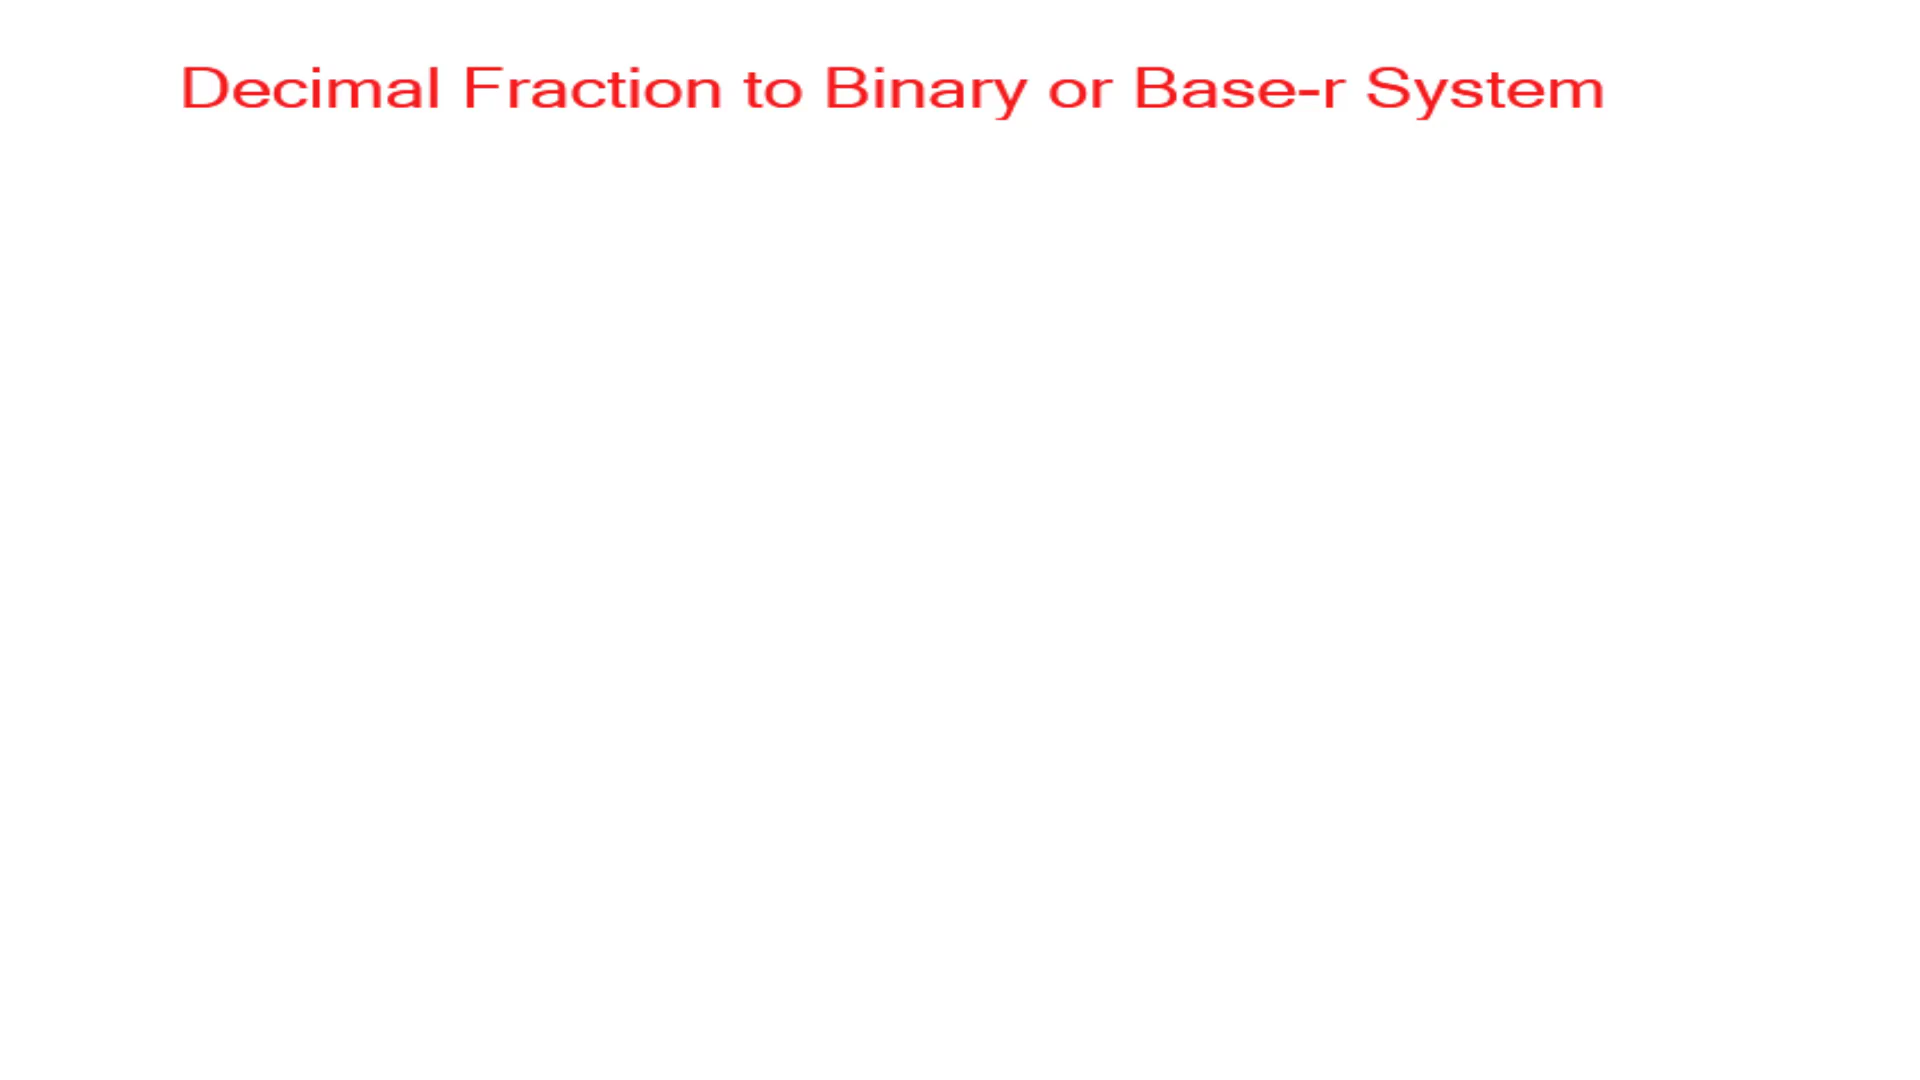 Decimal Fraction to Binary or Base-r System